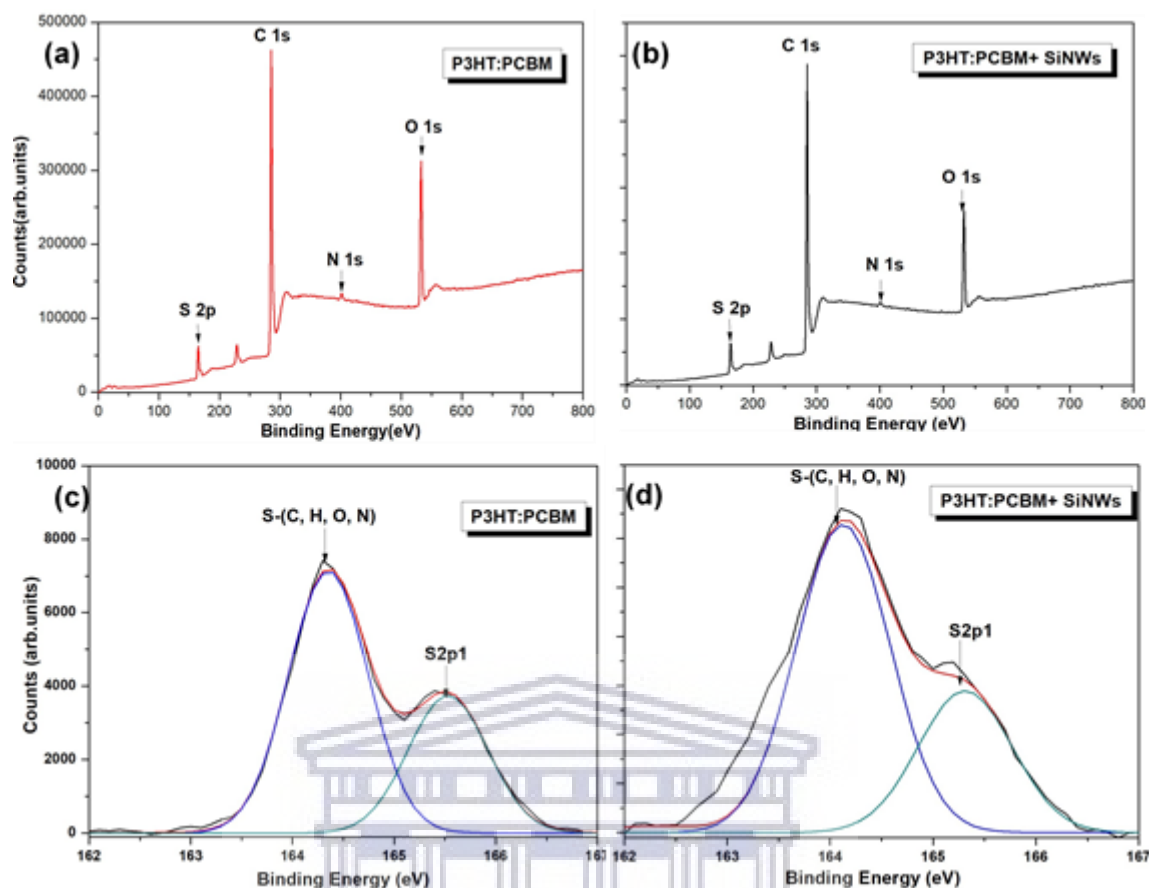 (a)
C 1s
P3HT:PCBM
O 1s
N 1s
S 2p
Counts(arb.units)
500000
400000
300000
200000
100000
0
0 100 200 300 400 500 600 700 800
Binding Energy(eV)
(b)
C 1s
P3HT:PCBM+ SiNWs
O 1s
N 1s
S 2p
0 100 200 300 400 500 600 700 800
Binding Energy (eV)
(c)
S-(C, H, O, N)
P3HT:PCBM
S2p1
Counts (arb.units)
10000
8000
6000
4000
2000
0
162 163 164 165 166 167
Binding Energy (eV)
(d)
S-(C, H, O, N)
P3HT:PCBM+ SiNWs
S2p1
162 163 164 165 166 167
Binding Energy (eV)